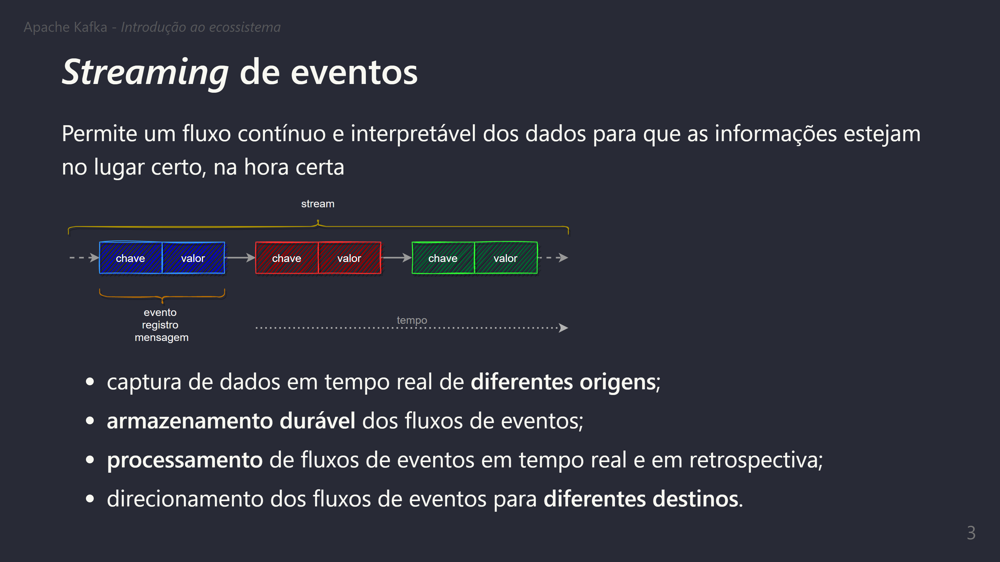 Apache Kafka - Introdução ao ecossistema
Streaming de eventos
Permite um fluxo contínuo e interpretável dos dados para que as informações estejam
no lugar certo, na hora certa
stream
chave valor chave valor chave valor
evento
registro
mensagem
tempo
• captura de dados em tempo real de diferentes origens;
• armazenamento durável dos fluxos de eventos;
• processamento de fluxos de eventos em tempo real e em retrospectiva;
• direcionamento dos fluxos de eventos para diferentes destinos.
3